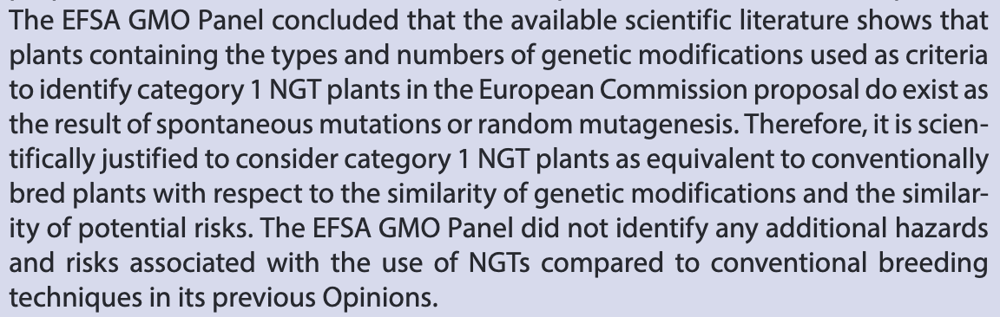 The EFSA GMO Panel concluded that the available scientific literature shows that
plants containing the types and numbers of genetic modifications used as criteria
to identify category 1 NGT plants in the European Commission proposal do exist as
the result of spontaneous mutations or random mutagenesis. Therefore, it is scien-
tifically justified to consider category 1 NGT plants as equivalent to conventionally
bred plants with respect to the similarity of genetic modifications and the similar-
ity of potential risks. The EFSA GMO Panel did not identify any additional hazards
and risks associated with the use of NGTs compared to conventional breeding
techniques in its previous Opinions.